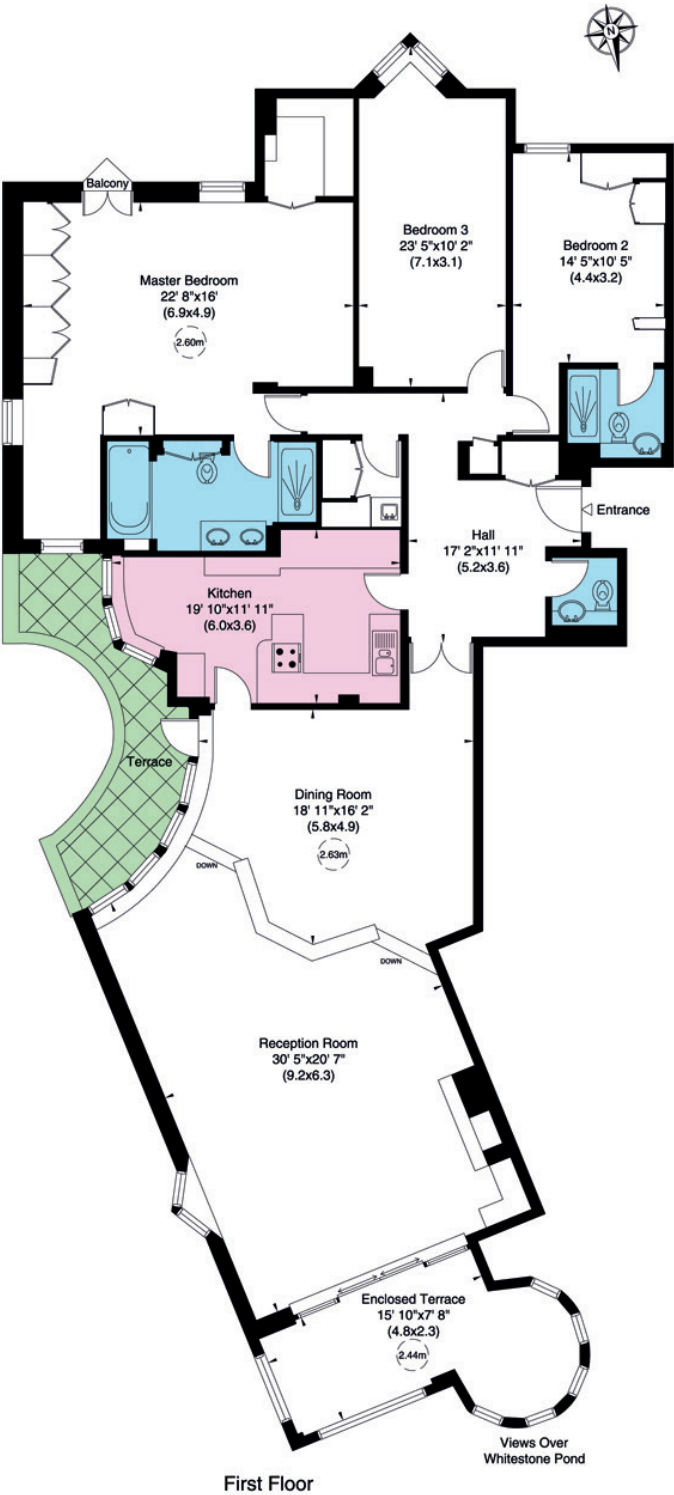 N
Balcony
Bedroom 3
23' 5"x10' 2"
(7.1x3.1)
Bedroom 2
14' 5"x10' 5"
(4.4x3.2)
Master Bedroom
22' 8"x16'
(6.9x4.9)
2.60m
Entrance
Hall
17' 2"x11' 11"
(5.2x3.6)
Kitchen
19' 10"x11' 11"
(6.0x3.6)
Terrace
Dining Room
18' 11"x16' 2"
(5.8x4.9)
2.63m
DOWN
DOWN
Reception Room
30' 5"x20' 7"
(9.2x6.3)
Enclosed Terrace
15' 10"x7' 8"
(4.8x2.3)
2.44m
Views Over
Whitestone Pond
First Floor